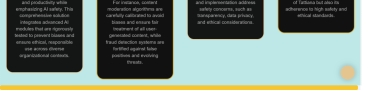 and productivity while
emphasizing AI safety. This
comprehensive solution
integrates advanced AI
modules that are rigorously
tested to prevent biases and
ensure ethical, responsible
use across diverse
organizational contexts.
For instance, content
moderation algorithms are
carefully calibrated to avoid
biases and ensure fair
treatment of all user-
generated content, while
fraud detection systems are
fortified against false
positives and evolving
threats.
and implementation address
safety concerns, such as
transparency, data privacy,
and ethical considerations.
of Tattana but also its
adherence to high safety and
ethical standards.